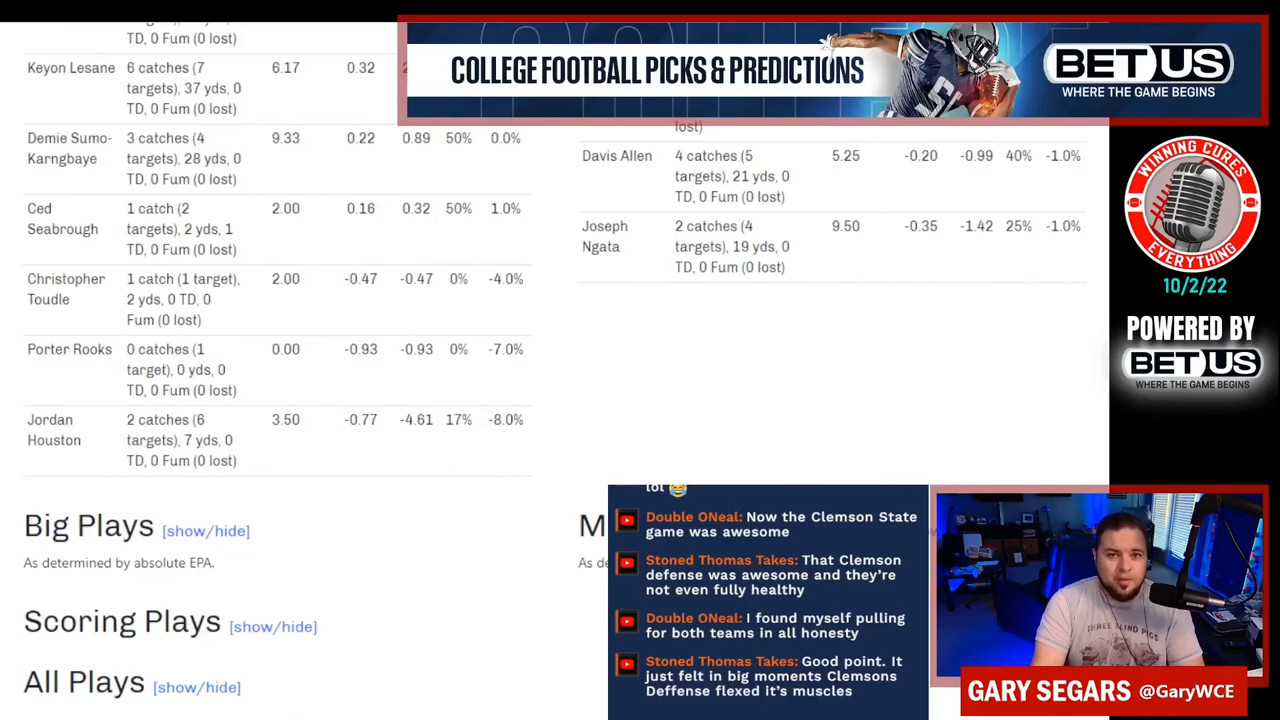 TD, 0 Fum (0 lost)
Keyon Lesane 6 catches (7 6.17 0.32
targets), 37 yds, 0
TD, 0 Fum (0 lost)
Demie Sumo- 3 catches (4 9.33 0.22 0.89 50% 0.0%
Karngbaye targets), 28 yds, 0
TD, 0 Fum (0 lost)
Ced 1 catch (2 2.00 0.16 0.32 50% 1.0%
Seabrough targets), 2 yds, 1
TD, 0 Fum (0 lost)
Christopher 1 catch (1 target), 2.00 -0.47 -0.47 0% -4.0%
Toudle 2 yds, 0 TD, 0
Fum (0 lost)
Porter Rooks 0 catches (1 0.00 -0.93 -0.93 0% -7.0%
target), 0 yds, 0
TD, 0 Fum (0 lost)
Jordan 2 catches (6 3.50 -0.77 -4.61 17% -8.0%
Houston targets), 7 yds, 0
TD, 0 Fum (0 lost)
Big Plays [show/hide]
As determined by absolute EPA.
Scoring Plays [show/hide]
All Plays [show/hide]
COLLEGE FOOTBALL PICKS & PREDICTIONS
BETUS
WHERE THE GAME BEGINS
lost)
Davis Allen 4 catches (5 5.25 -0.20 -0.99 40% -1.0%
targets), 21 yds, 0
TD, 0 Fum (0 lost)
Joseph 2 catches (4 9.50 -0.35 -1.42 25% -1.0%
Ngata targets), 19 yds, 0
TD, 0 Fum (0 lost)
M
As de
WINNING CURES
EVERYTHING
10/2/22
POWERED BY
BETUS
WHERE THE GAME BEGINS
lol 😂
Double ONeal: Now the Clemson State
game was awesome
Stoned Thomas Takes: That Clemson
defense was awesome and they're
not even fully healthy
Double ONeal: I found myself pulling
for both teams in all honesty
Stoned Thomas Takes: Good point. It
just felt in big moments Clemsons
Deffense flexed it's muscles
THREE BLIND PIGS
GARY SEGARS @GaryWCE